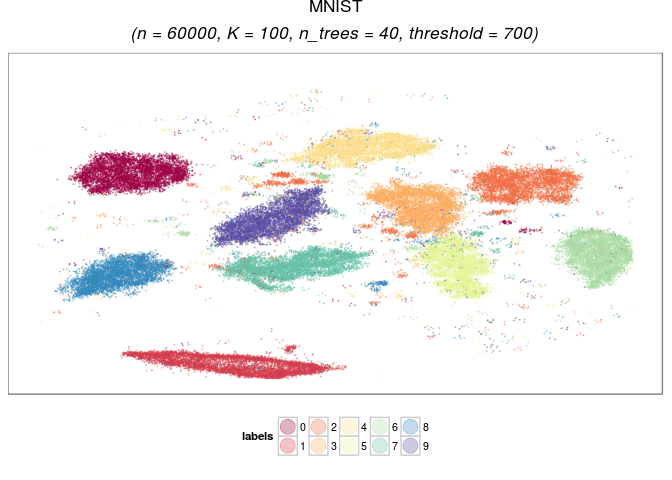 MNIST
(n = 60000, K = 100, n_trees = 40, threshold = 700)
labels 0 2 4 6 8
1 3 5 7 9